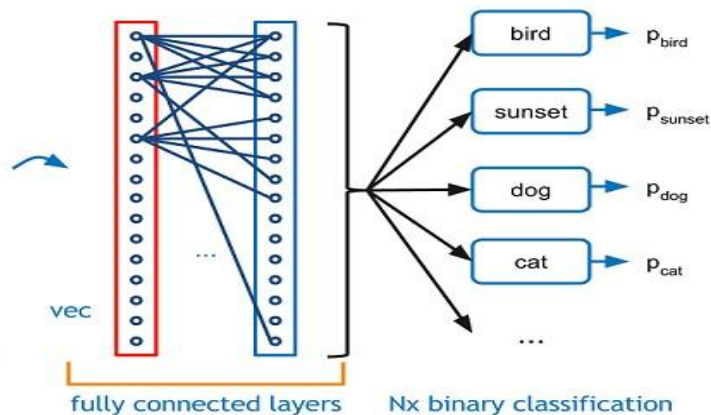 bird
p_bird
sunset
p_sunset
dog
p_dog
...
cat
p_cat
vec
...
fully connected layers
Nx binary classification